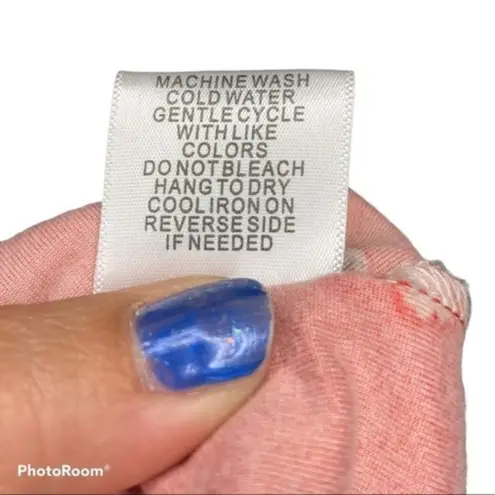 MACHINE WASH
COLD WATER
GENTLE CYCLE
WITH LIKE
COLORS
DO NOT BLEACH
HANG TO DRY
COOL IRON ON
REVERSE SIDE
IF NEEDED
PhotoRoom®